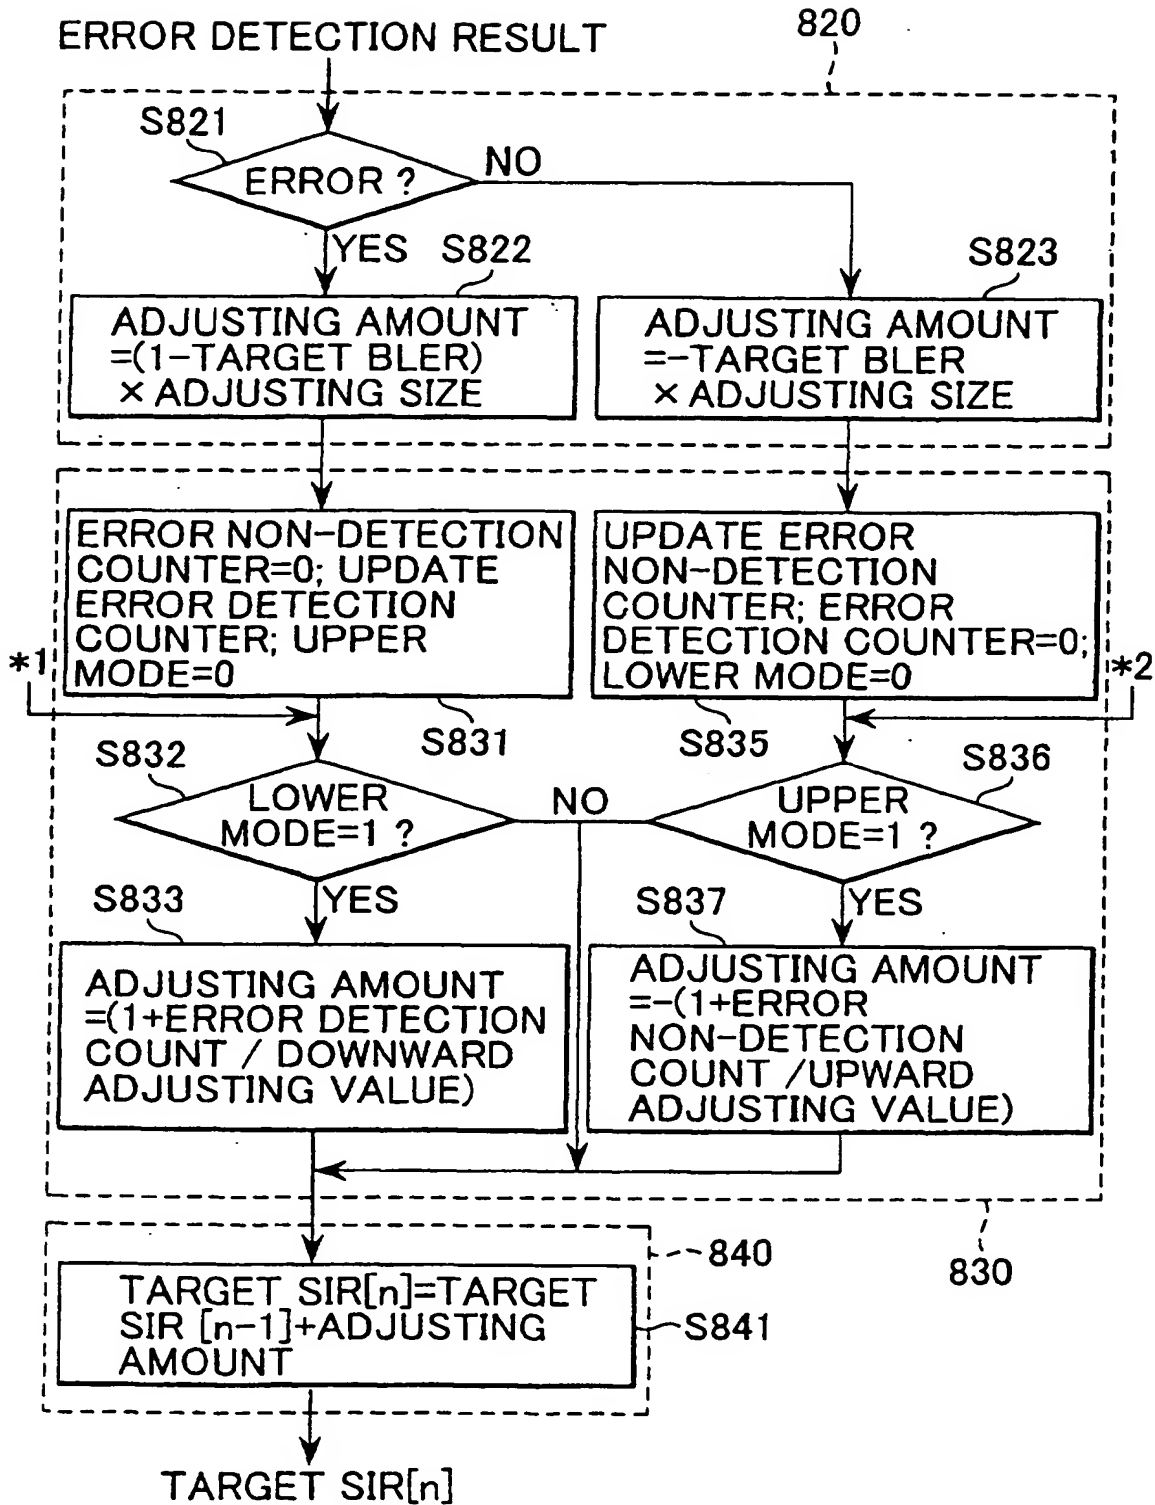 ERROR DETECTION RESULT
820
S821
ERROR ?
NO
YES
S822
S823
ADJUSTING AMOUNT
=(1-TARGET BLER)
× ADJUSTING SIZE
ADJUSTING AMOUNT
=-TARGET BLER
× ADJUSTING SIZE
ERROR NON-DETECTION
COUNTER=0; UPDATE
ERROR DETECTION
COUNTER; UPPER
MODE=0
UPDATE ERROR
NON-DETECTION
COUNTER; ERROR
DETECTION COUNTER=0;
LOWER MODE=0
*1
*2
S831
S835
S832
S836
LOWER
MODE=1 ?
NO
UPPER
MODE=1 ?
YES
YES
S833
S837
ADJUSTING AMOUNT
=(1+ERROR DETECTION
COUNT / DOWNWARD
ADJUSTING VALUE)
ADJUSTING AMOUNT
=-(1+ERROR
NON-DETECTION
COUNT /UPWARD
ADJUSTING VALUE)
830
840
TARGET SIR[n]=TARGET
SIR [n-1]+ADJUSTING
AMOUNT
S841
TARGET SIR[n]